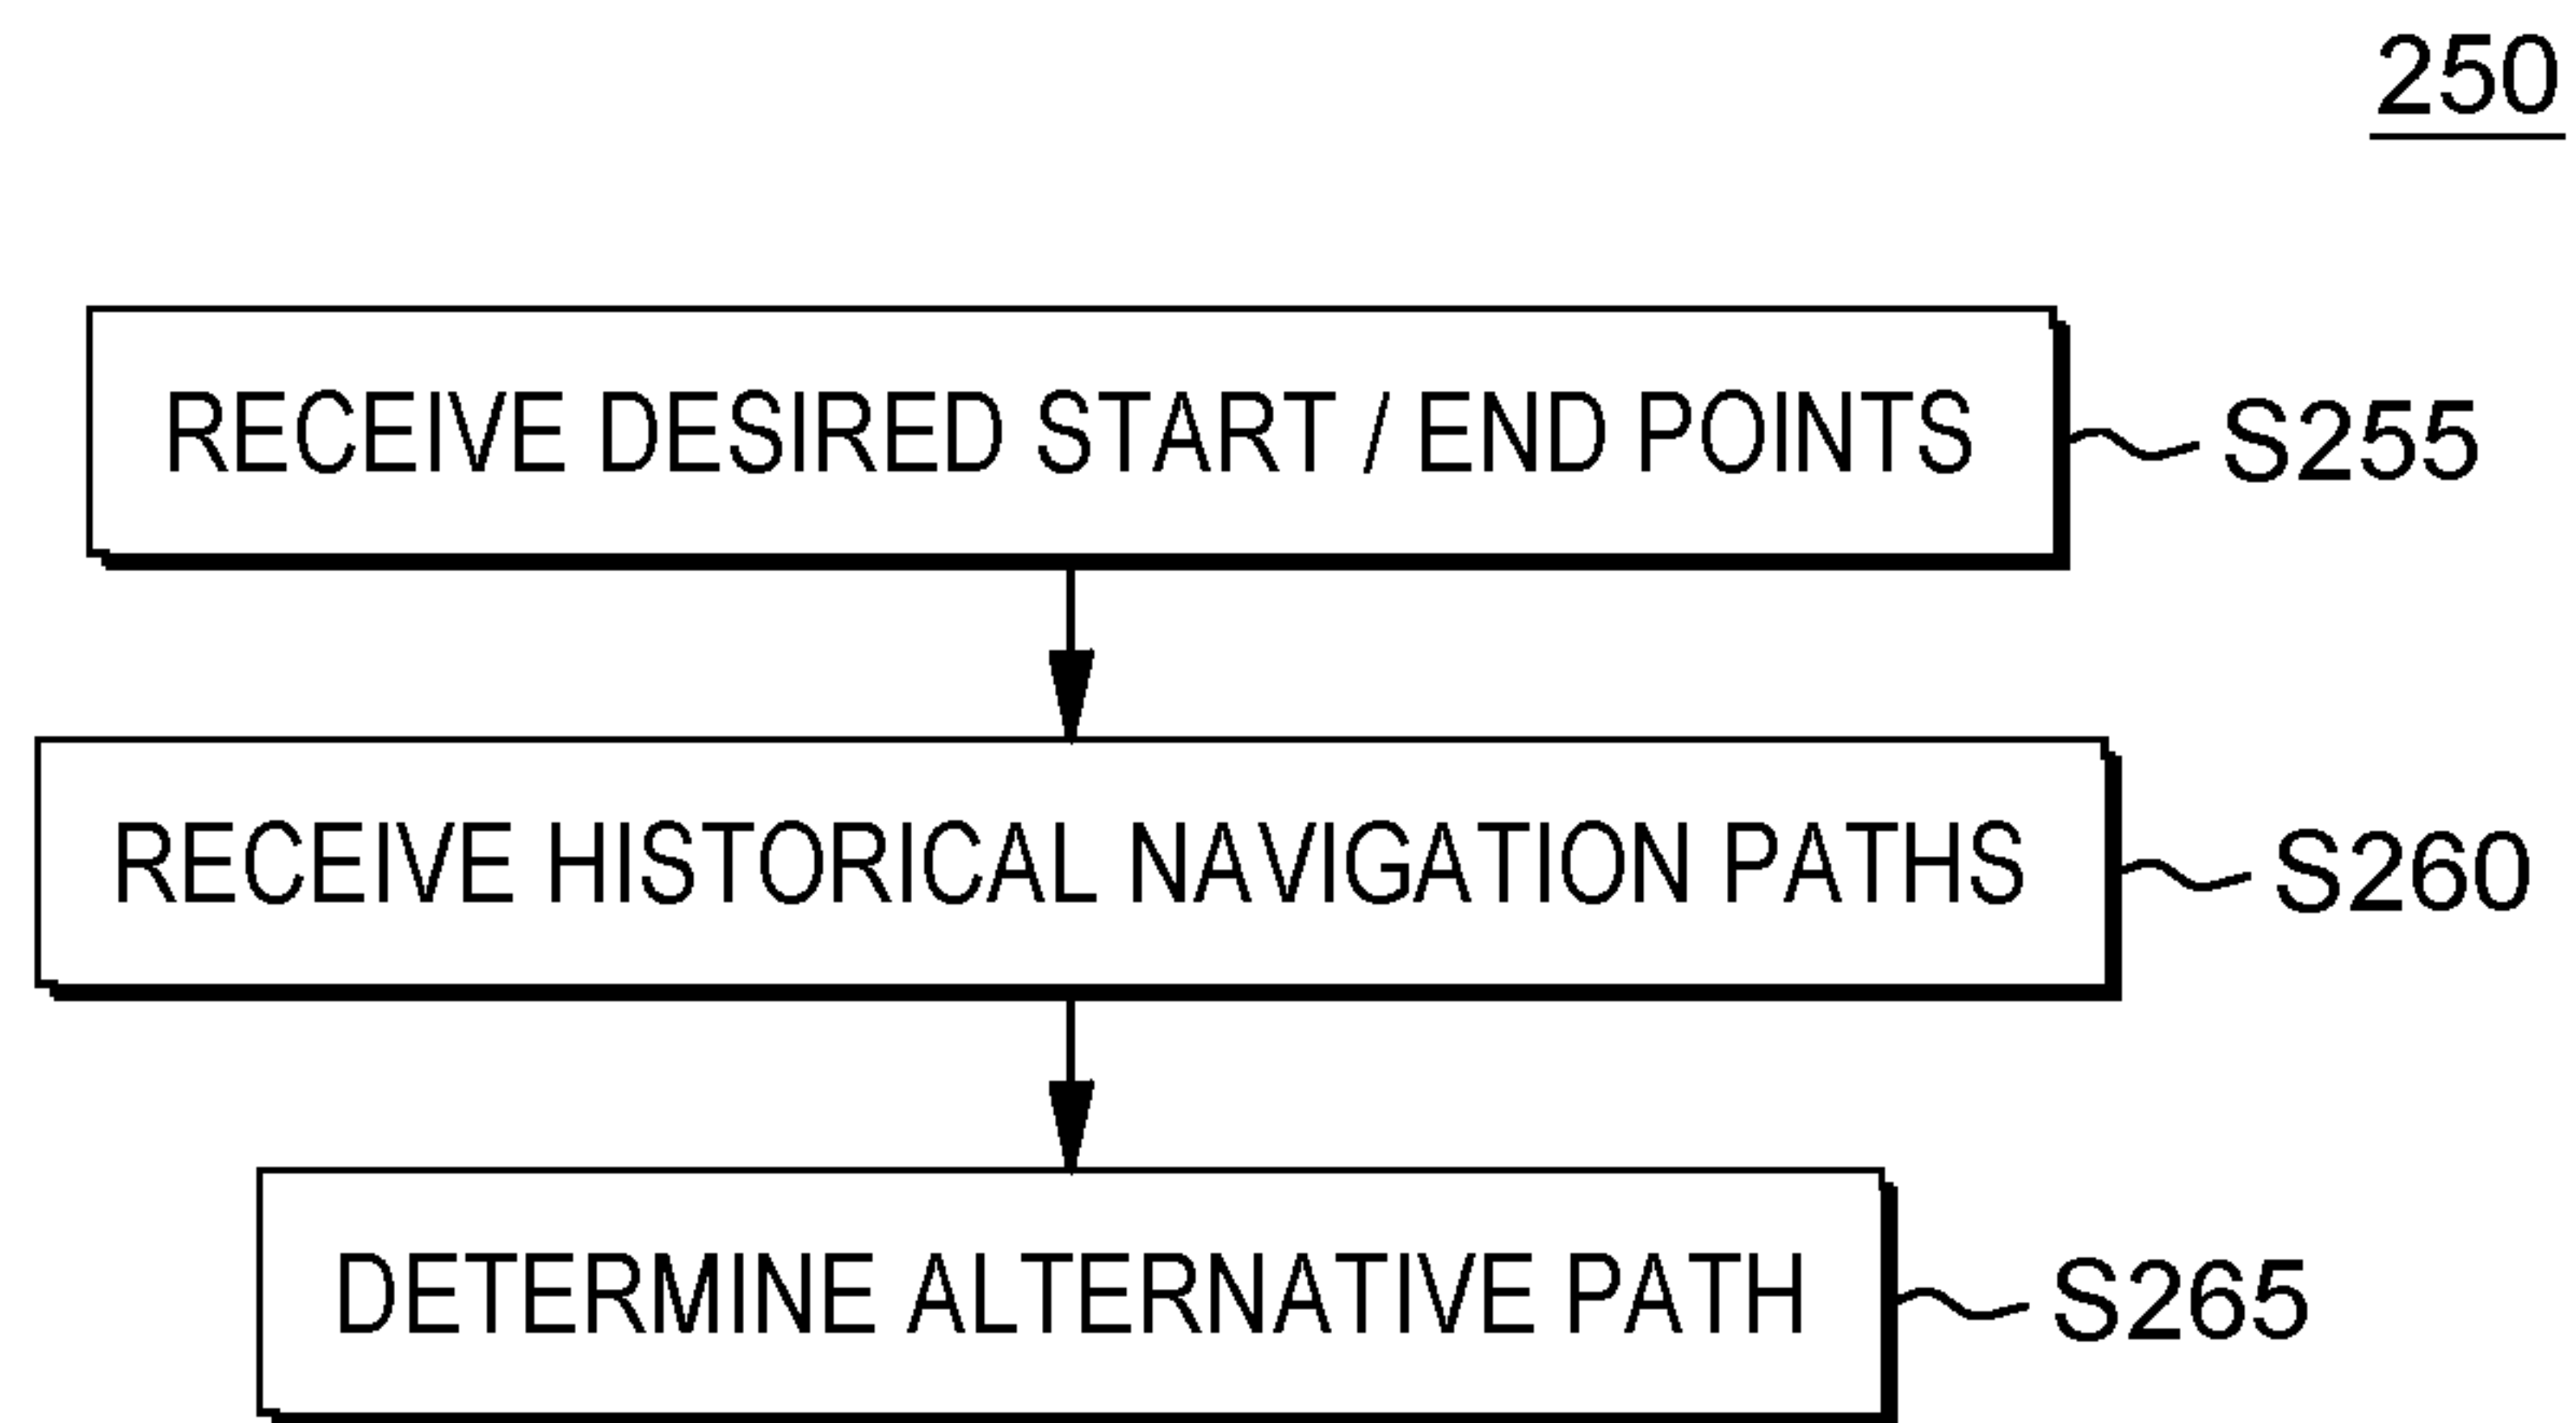 250
RECEIVE DESIRED START / END POINTS
S255
RECEIVE HISTORICAL NAVIGATION PATHS
S260
DETERMINE ALTERNATIVE PATH
S265